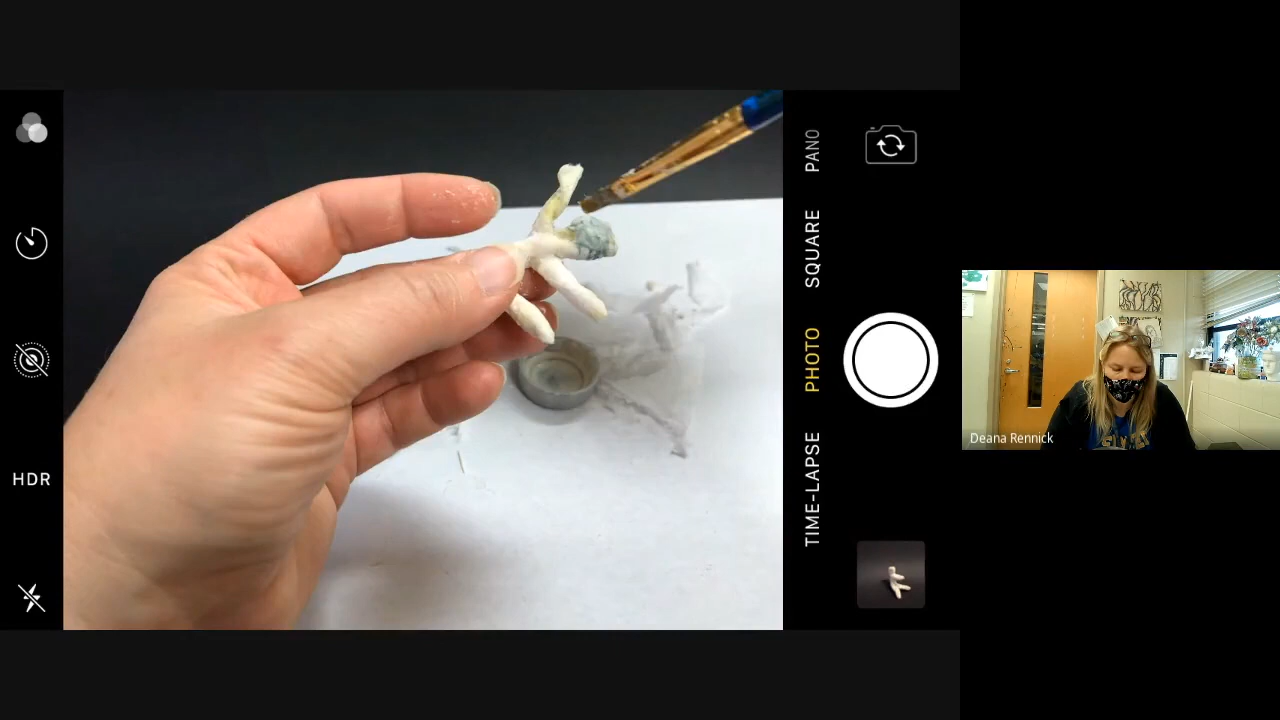 HDR
PANO
SQUARE
PHOTO
TIME-LAPSE
Deana Rennick